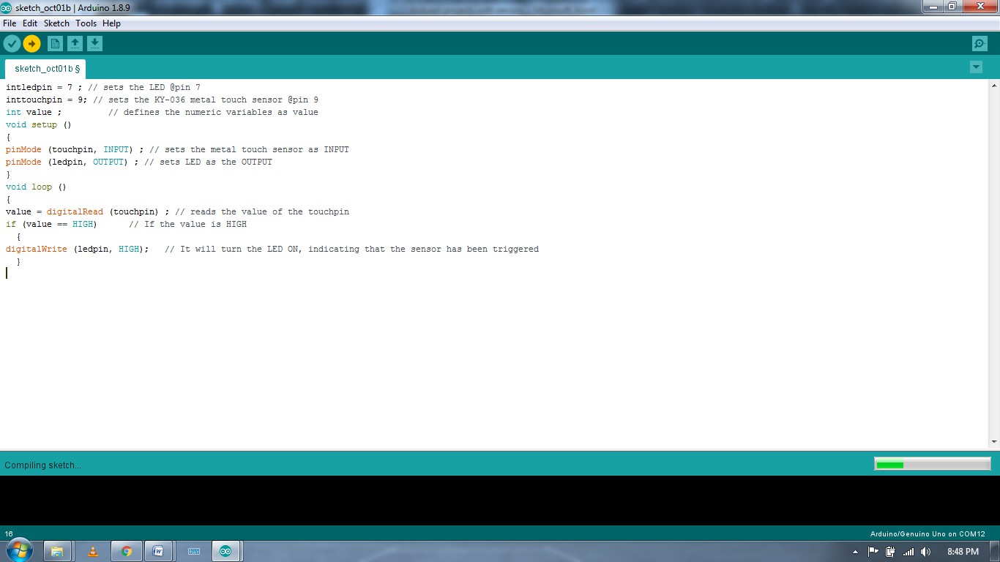 sketch_oct01b | Arduino 1.8.9
File Edit Sketch Tools Help
sketch_oct01b §
intledpin = 7 ; // sets the LED @pin 7
inttouchpin = 9; // sets the KY-036 metal touch sensor @pin 9
int value ;         // defines the numeric variables as value
void setup ()
{
pinMode (touchpin, INPUT) ; // sets the metal touch sensor as INPUT
pinMode (ledpin, OUTPUT) ; // sets LED as the OUTPUT
}
void loop ()
{
value = digitalRead (touchpin) ; // reads the value of the touchpin
if (value == HIGH)      // If the value is HIGH
  {
digitalWrite (ledpin, HIGH);   // It will turn the LED ON, indicating that the sensor has been triggered
  }
Compiling sketch...
16
Arduino/Genuino Uno on COM12
8:48 PM